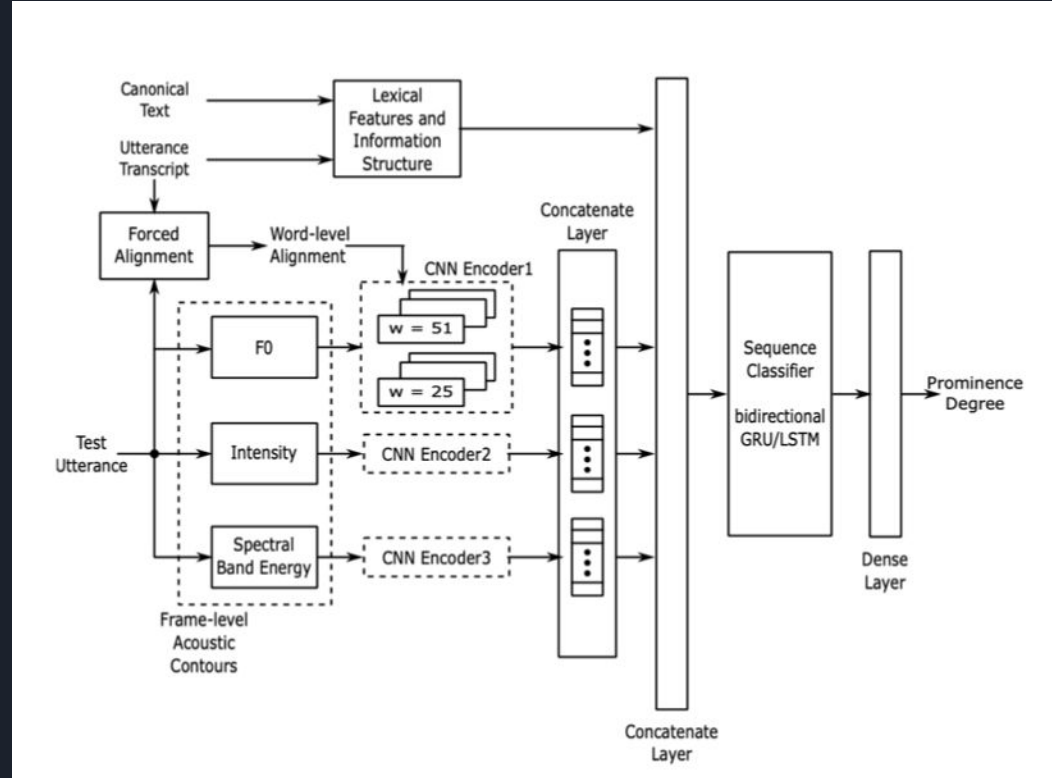 Canonical
Text
Lexical
Features and
Information
Structure
Utterance
Transcript
Forced
Alignment
Word-level
Alignment
CNN Encoder1
w = 51
w = 25
Concatenate
Layer
F0
Test
Utterance
Intensity
CNN Encoder2
Spectral
Band Energy
CNN Encoder3
Frame-level
Acoustic
Contours
Sequence
Classifier
bidirectional
GRU/LSTM
Prominence
Degree
Dense
Layer
Concatenate
Layer